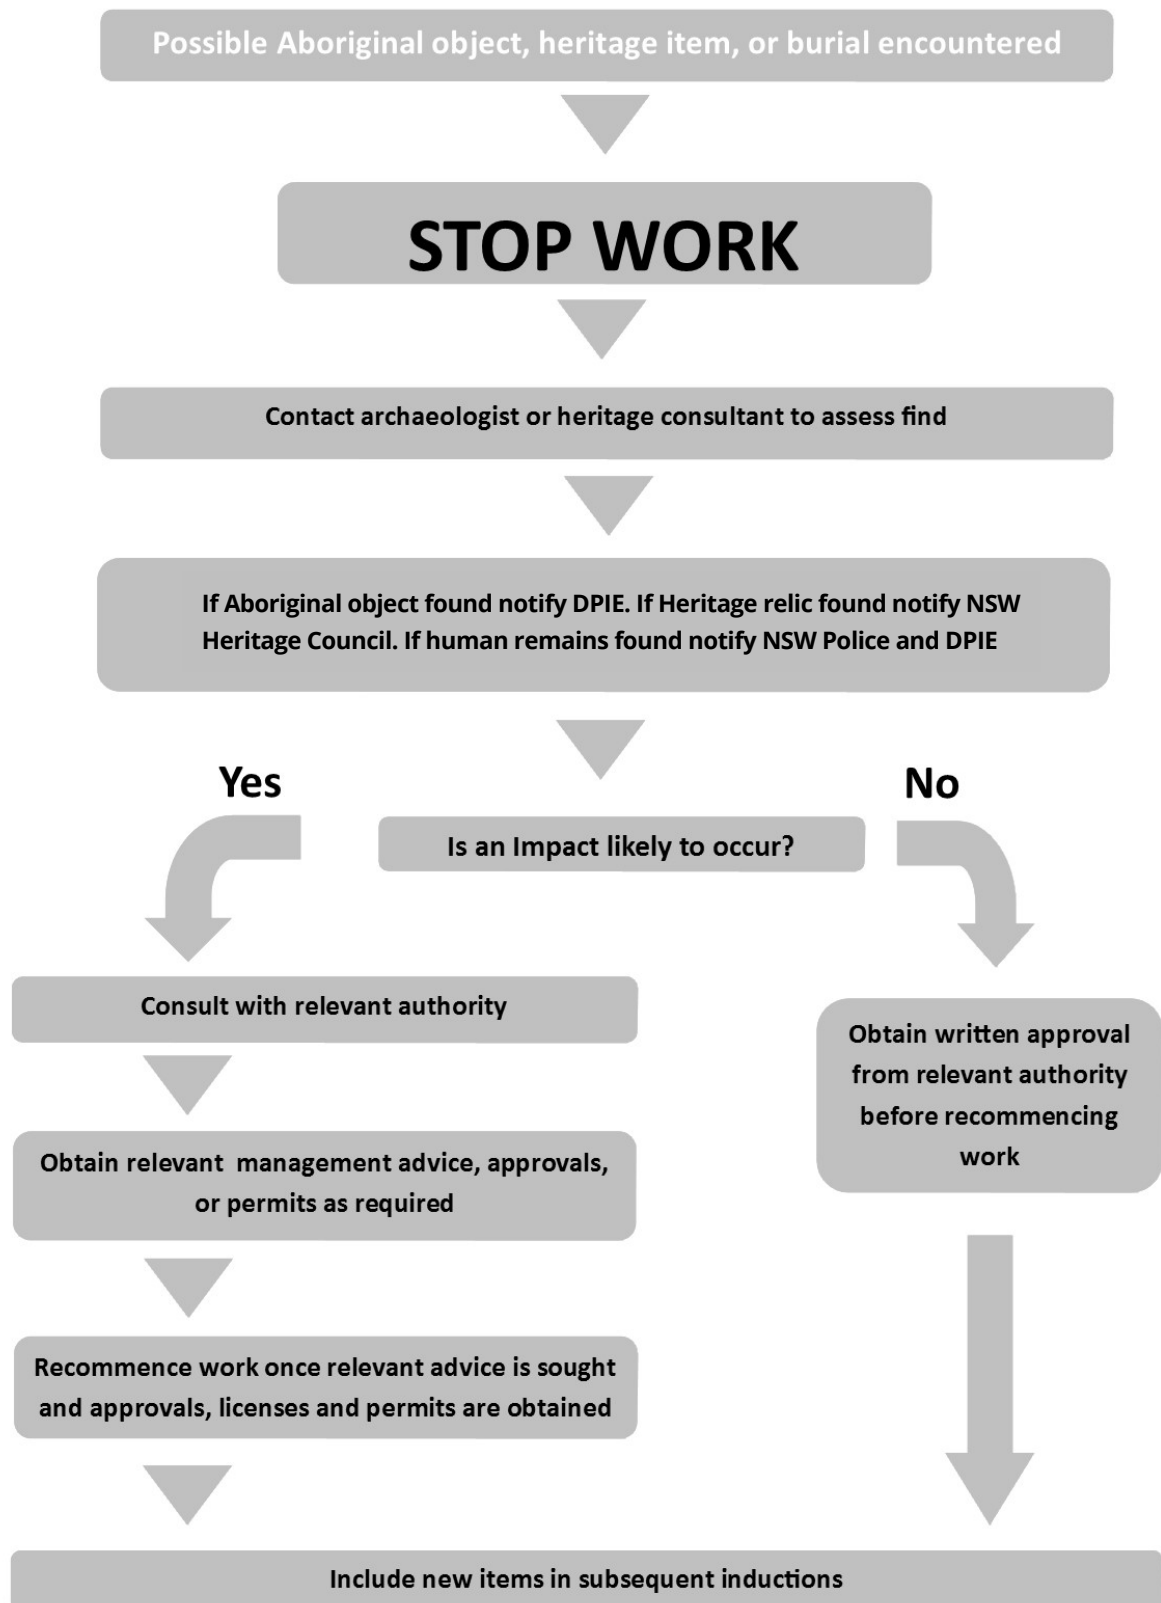 Possible Aboriginal object, heritage item, or burial encountered
STOP WORK
Contact archaeologist or heritage consultant to assess find
If Aboriginal object found notify DPIE. If Heritage relic found notify NSW
Heritage Council. If human remains found notify NSW Police and DPIE
Yes
No
Is an Impact likely to occur?
Consult with relevant authority
Obtain written approval
from relevant authority
before recommencing
work
Obtain relevant management advice, approvals,
or permits as required
Recommence work once relevant advice is sought
and approvals, licenses and permits are obtained
Include new items in subsequent inductions